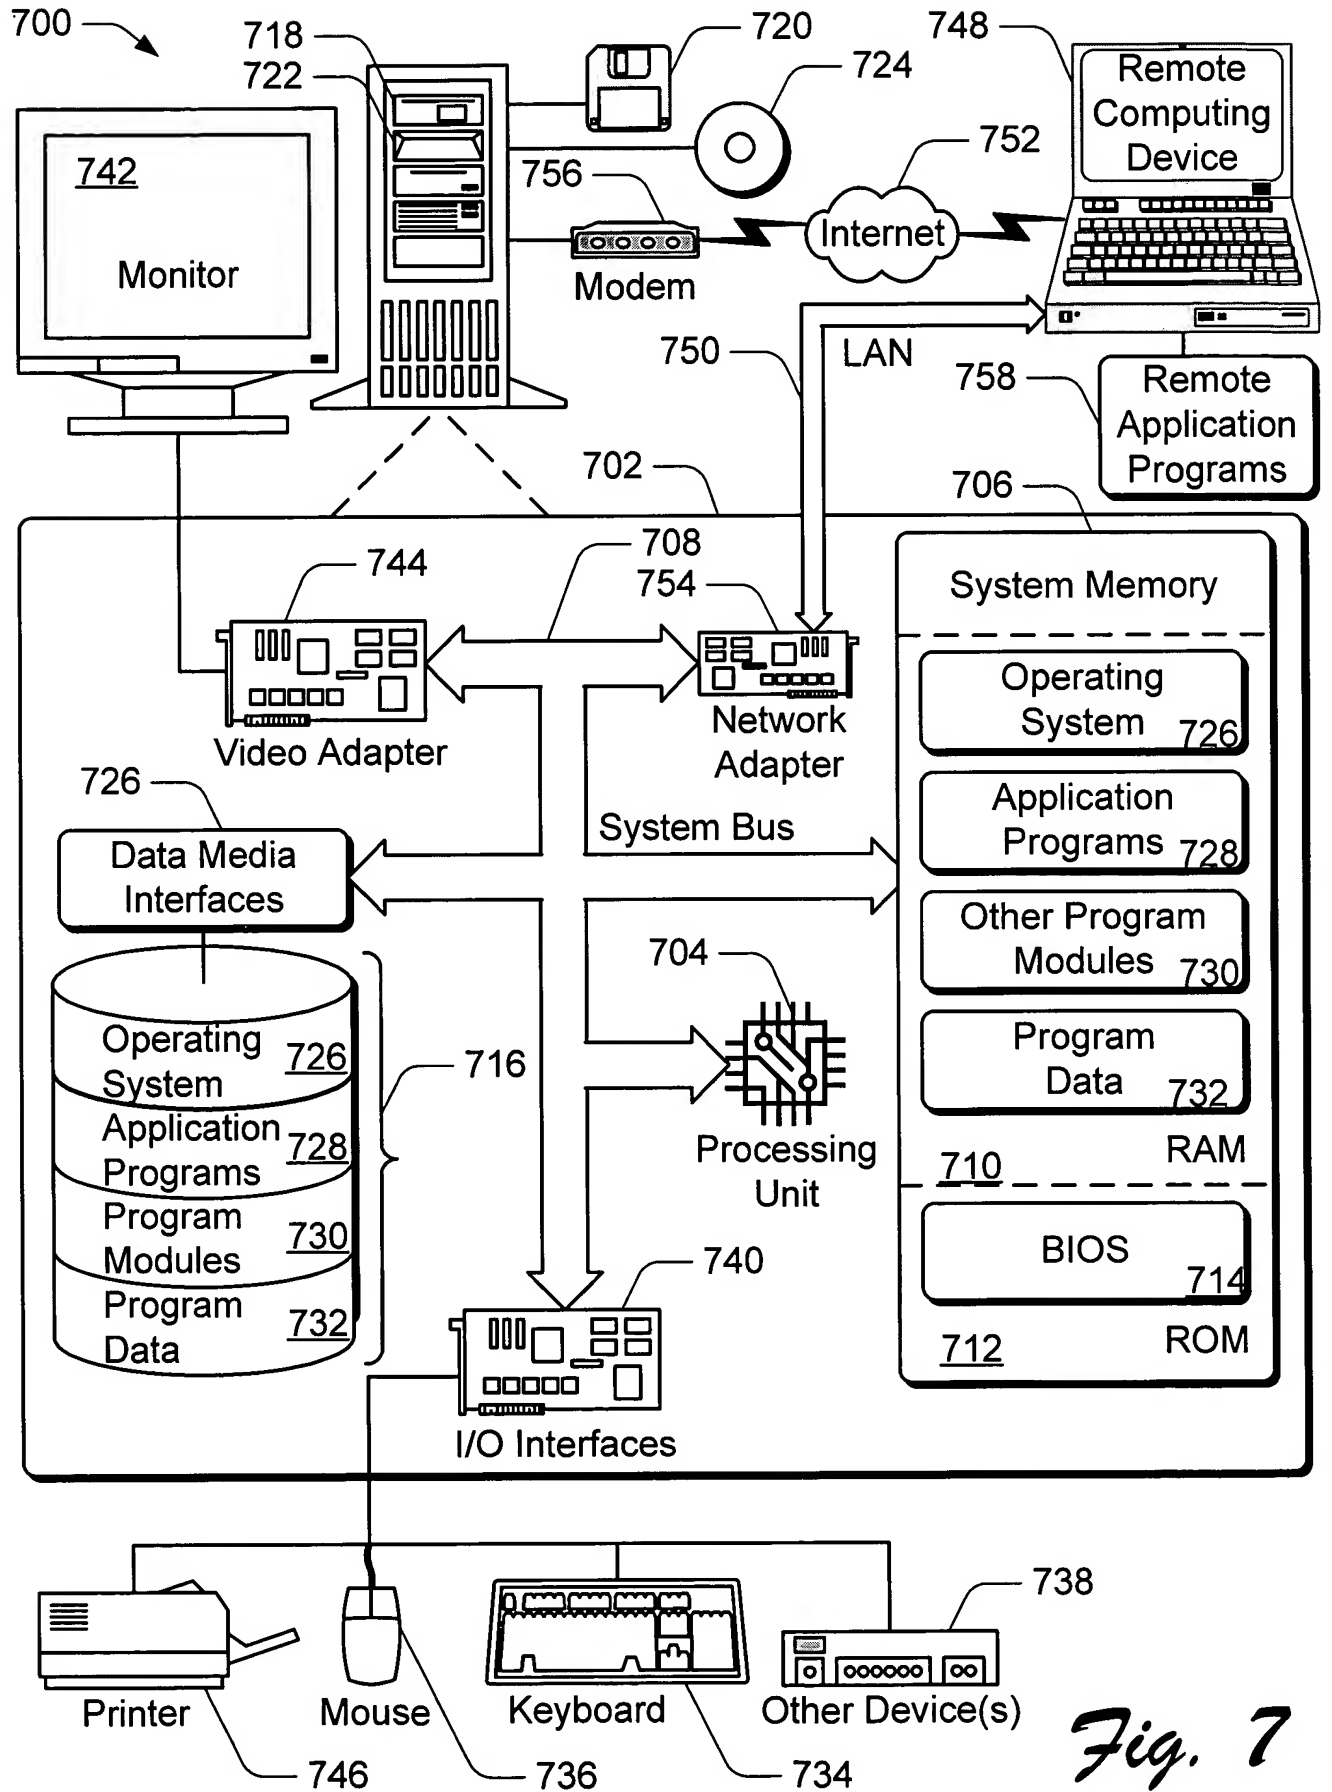 700
718
722
720
724
748
Remote
Computing
Device
742
Monitor
756
Modem
752
Internet
750
LAN
758
Remote
Application
Programs
702
706
708
744
754
System Memory
Video Adapter
Network
Adapter
Operating
System
726
Application
Programs
728
Other Program
Modules
730
Program
Data
732
710
RAM
BIOS
714
712
ROM
726
Data Media
Interfaces
System Bus
704
Processing
Unit
Operating
System
726
Application
Programs
728
Program
Modules
730
Program
Data
732
716
740
I/O Interfaces
738
Printer
Mouse
Keyboard
Other Device(s)
746
736
734
Fig. 7